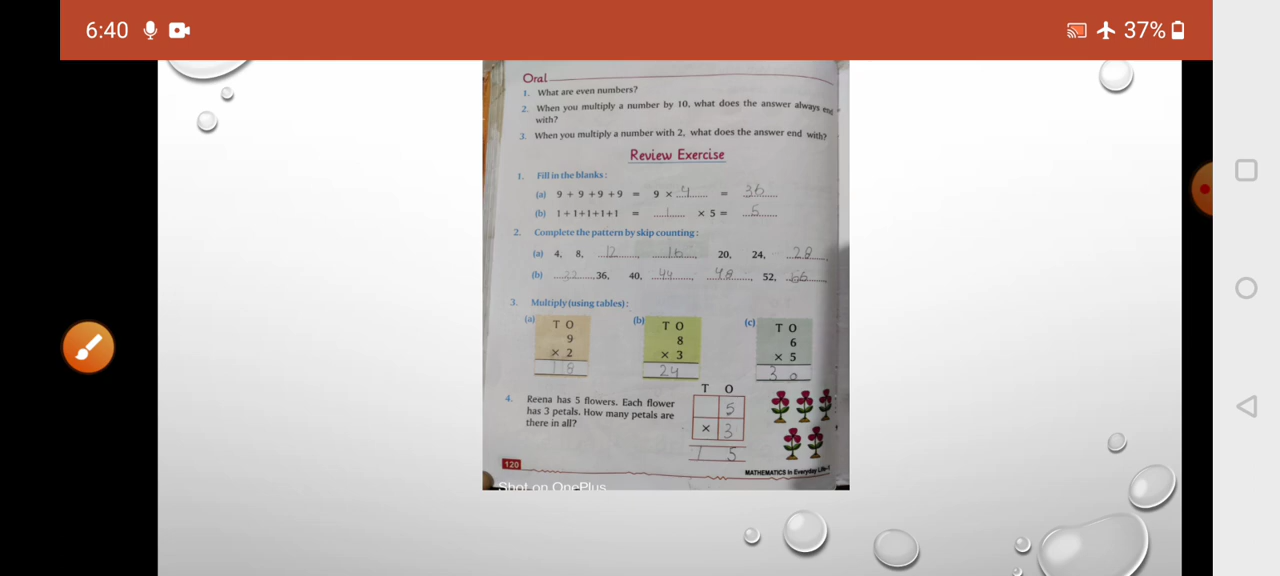 6:40 37%
Oral
1. What are even numbers?
2. When you multiply a number by 10, what does the answer always end
with?
3. When you multiply a number with 2, what does the answer end with?
Review Exercise
1. Fill in the blanks :
(a) 9 + 9 + 9 + 9 = 9 × 4 = 36
(b) 1 + 1 + 1 + 1 + 1 = 1 × 5 = 5
2. Complete the pattern by skip counting :
(a) 4, 8, 12, 16, 20, 24, 28,
(b) 32, 36, 40, 44, 48, 52, 56,
3. Multiply (using tables) :
(a) (b) (c)
T O T O T O
9 8 6
× 2 × 3 × 5
18 24 30
4. Reena has 5 flowers. Each flower
has 3 petals. How many petals are
there in all?
T O
5
× 3
1 5
120 MATHEMATICS in Everyday Life-2
Shot on OnePlus